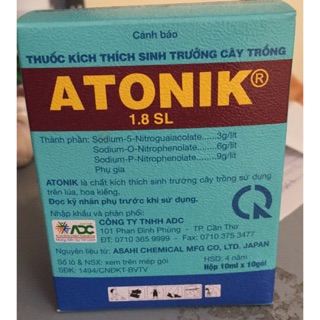 Cảnh báo
THUỐC KÍCH THÍCH SINH TRƯỞNG CÂY TRỒNG
ATONIK®
1.8 SL
Thành phần: Sodium-5-Nitroguaiacolate......3g/lít
Sodium-O-Nitrophenolate........6g/lít
Sodium-P-Nitrophenolate........9g/lít
Phụ gia
ATONIK là chất kích thích sinh trưởng cây trồng sử dụng
trên lúa, hoa kiểng.
Đọc kỹ nhãn phụ trước khi sử dụng.
Nhập khẩu và phân phối:
CÔNG TY TNHH ADC
101 Phan Đình Phùng - TP. Cần Thơ
ĐT: 0710 365 9999 - Fax: 0710 375 3477
ADC
Nguyên liệu từ: ASAHI CHEMICAL MFG CO., LTD. JAPAN
Số lô & NSX: xem trên mép gói
HSD: 4 năm
SĐK: 1494/CNĐKT-BVTV
Hộp 10ml x 10gói